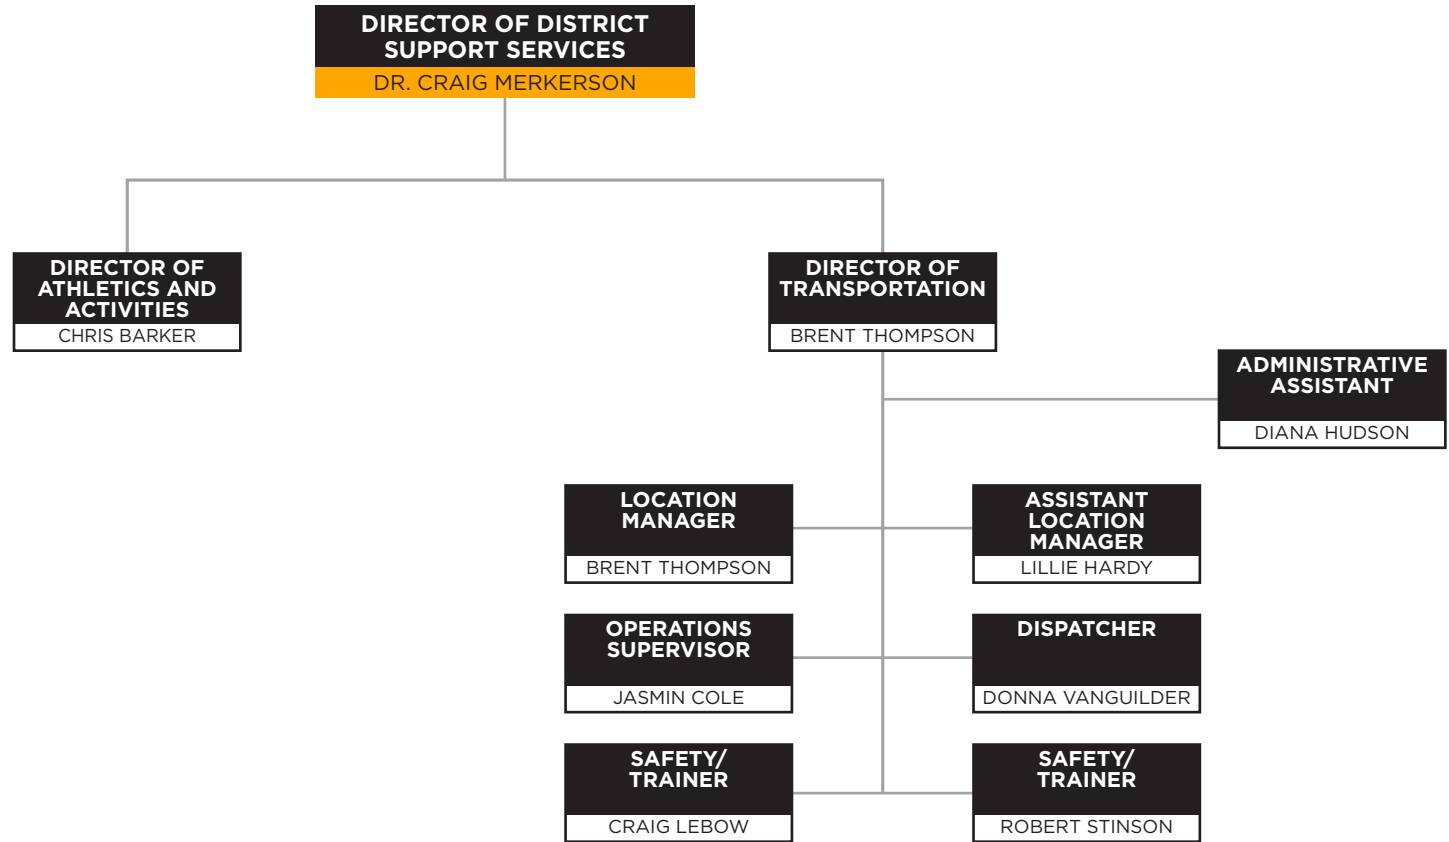 DIRECTOR OF DISTRICT
SUPPORT SERVICES
DR. CRAIG MERKERSON
DIRECTOR OF
ATHLETICS AND
ACTIVITIES
CHRIS BARKER
DIRECTOR OF
TRANSPORTATION
BRENT THOMPSON
ADMINISTRATIVE
ASSISTANT
DIANA HUDSON
LOCATION
MANAGER
BRENT THOMPSON
ASSISTANT
LOCATION
MANAGER
LILLIE HARDY
OPERATIONS
SUPERVISOR
JASMIN COLE
DISPATCHER
DONNA VANGUILDER
SAFETY/
TRAINER
CRAIG LEBOW
SAFETY/
TRAINER
ROBERT STINSON